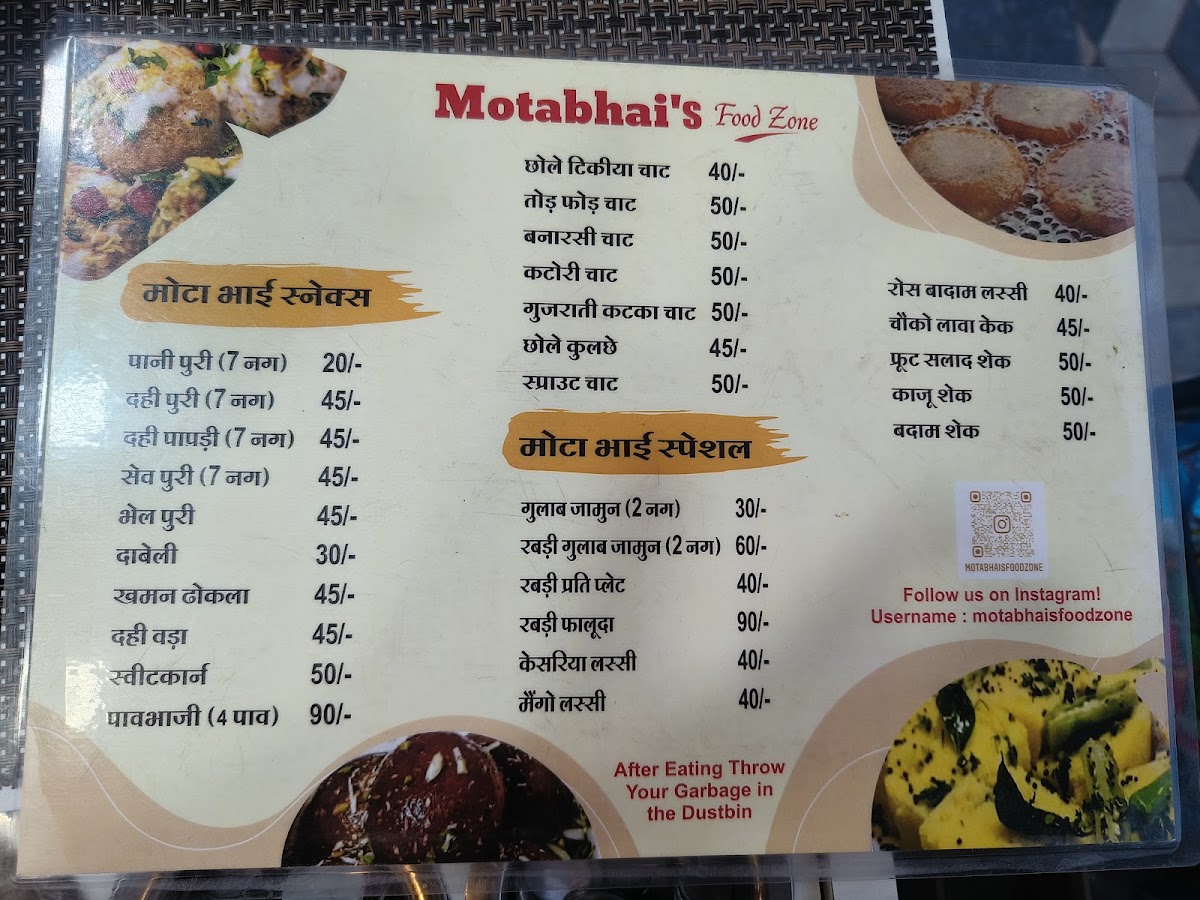 Motabhai's Food Zone
मोटा भाई स्नेक्स
पानी पुरी (7 नग) 20/-
दही पुरी (7 नग) 45/-
दही पापड़ी (7 नग) 45/-
सेव पुरी (7 नग) 45/-
भेल पुरी 45/-
दाबेली 30/-
खमन ढोकला 45/-
दही वड़ा 45/-
स्वीटकार्न 50/-
पावभाजी (4 पाव) 90/-
छोले टिकीया चाट 40/-
तोड़ फोड़ चाट 50/-
बनारसी चाट 50/-
कटोरी चाट 50/-
गुजराती कटका चाट 50/-
छोले कुलछे 45/-
स्प्राउट चाट 50/-
मोटा भाई स्पेशल
गुलाब जामुन (2 नग) 30/-
रबड़ी गुलाब जामुन (2 नग) 60/-
रबड़ी प्रति प्लेट 40/-
रबड़ी फालूदा 90/-
केसरिया लस्सी 40/-
मैंगो लस्सी 40/-
रोस बादाम लस्सी 40/-
चौको लावा केक 45/-
फ्रूट सलाद शेक 50/-
काजू शेक 50/-
बदाम शेक 50/-
MOTABHAISFOODZONE
Follow us on Instagram!
Username : motabhaisfoodzone
After Eating Throw
Your Garbage in
the Dustbin